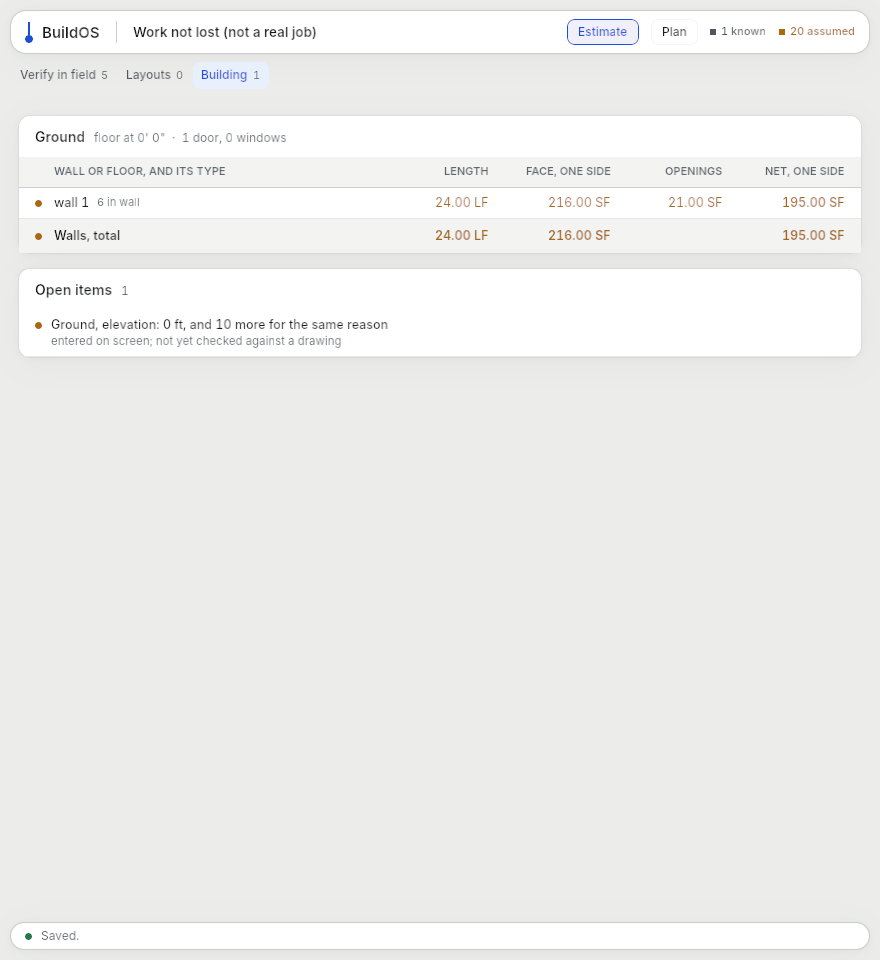 BuildOS Work not lost (not a real job) Estimate Plan 1 known 20 assumed
Verify in field 5 Layouts 0 Building 1
Ground floor at 0' 0" · 1 door, 0 windows
WALL OR FLOOR, AND ITS TYPE LENGTH FACE, ONE SIDE OPENINGS NET, ONE SIDE
wall 1 6 in wall 24.00 LF 216.00 SF 21.00 SF 195.00 SF
Walls, total 24.00 LF 216.00 SF 195.00 SF
Open items 1
Ground, elevation: 0 ft, and 10 more for the same reason
entered on screen; not yet checked against a drawing
Saved.